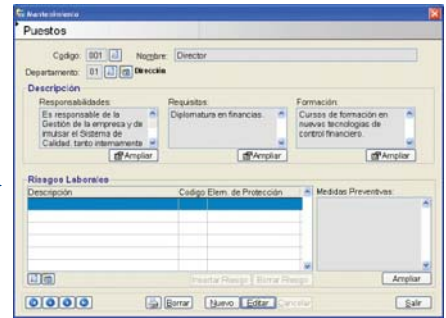 Mantenimiento
Puestos
Codigo: 001 Nombre: Director
Departamento: 01 Dirección
Descripción
Responsabilidades: Requisitos: Formación:
Es responsable de la Gestión de la empresa y de imulsar el Sistema de Calidad, tanto internamente
Diplomatura en financias.
Cursos de formación en nuevas tecnologías de control financiero.
Ampliar Ampliar Ampliar
Riesgos Laborales
Descripción Codigo Elem. de Protección Medidas Preventivas:
Insertar Riesgo Borrar Riesgo Ampliar
Borrar Nuevo Editar Cancelar Salir